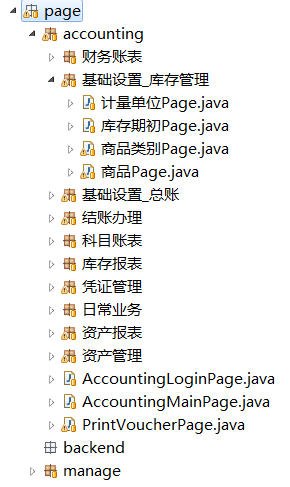 page
accounting
财务账表
基础设置_库存管理
计量单位Page.java
库存期初Page.java
商品类别Page.java
商品Page.java
基础设置_总账
结账办理
科目账表
库存报表
凭证管理
日常业务
资产报表
资产管理
AccountingLoginPage.java
AccountingMainPage.java
PrintVoucherPage.java
backend
manage